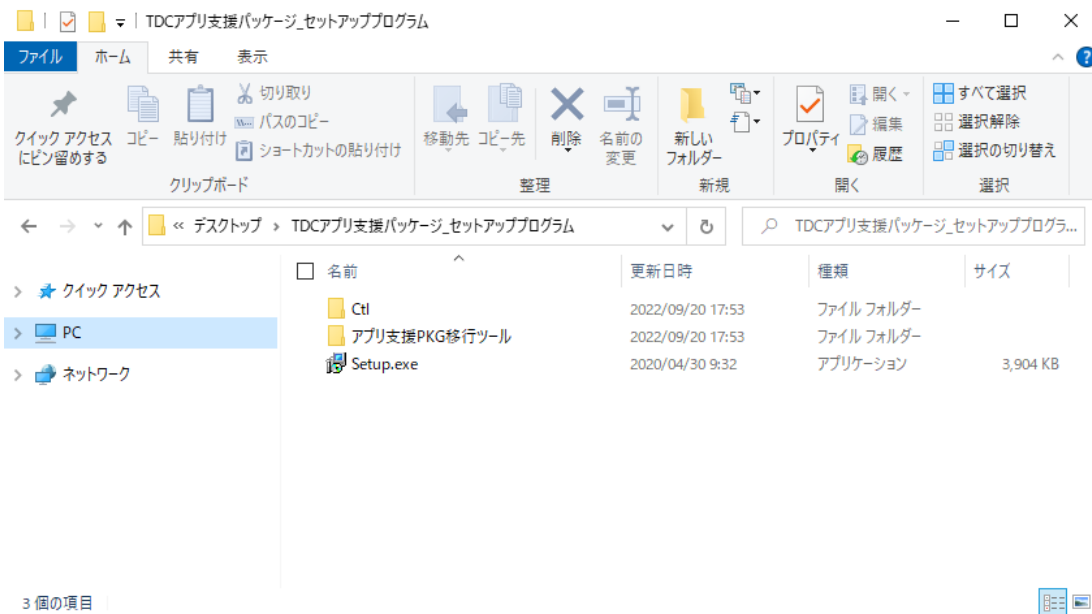 TDCアプリ支援パッケージ_セットアッププログラム
ファイル ホーム 共有 表示
クイック アクセス
にピン留めする
コピー
貼り付け
切り取り
パスのコピー
ショートカットの貼り付け
クリップボード
移動先
コピー先
削除
名前の
変更
整理
新しい
フォルダー
新規
プロパティ
開く
編集
履歴
開く
すべて選択
選択解除
選択の切り替え
選択
« デスクトップ › TDCアプリ支援パッケージ_セットアッププログラム
TDCアプリ支援パッケージ_セットアッププログラ...
クイック アクセス
PC
ネットワーク
名前 更新日時 種類 サイズ
Ctl 2022/09/20 17:53 ファイル フォルダー
アプリ支援PKG移行ツール 2022/09/20 17:53 ファイル フォルダー
Setup.exe 2020/04/30 9:32 アプリケーション 3,904 KB
3 個の項目